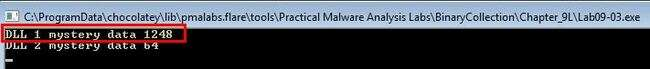 C:\ProgramData\chocolatey\lib\pmalabs.flare\tools\Practical Malware Analysis Labs\BinaryCollection\Chapter_9L\Lab09-03.exe
DLL 1 mystery data 1248
DLL 2 mystery data 64